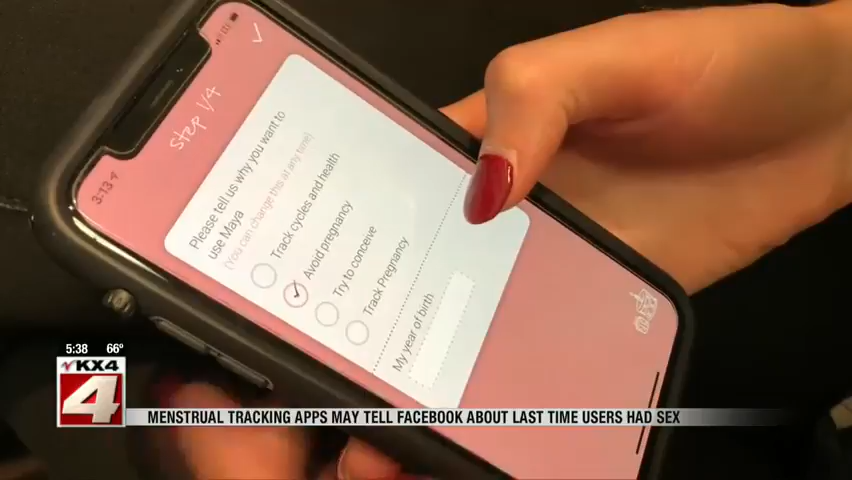 Step 1/4
3:13
Please tell us why you want to
use Maya
(You can change this at any time)
Track cycles and health
Avoid pregnancy
Try to conceive
Track Pregnancy
My year of birth
5:38 66°
KX4
4
MENSTRUAL TRACKING APPS MAY TELL FACEBOOK ABOUT LAST TIME USERS HAD SEX